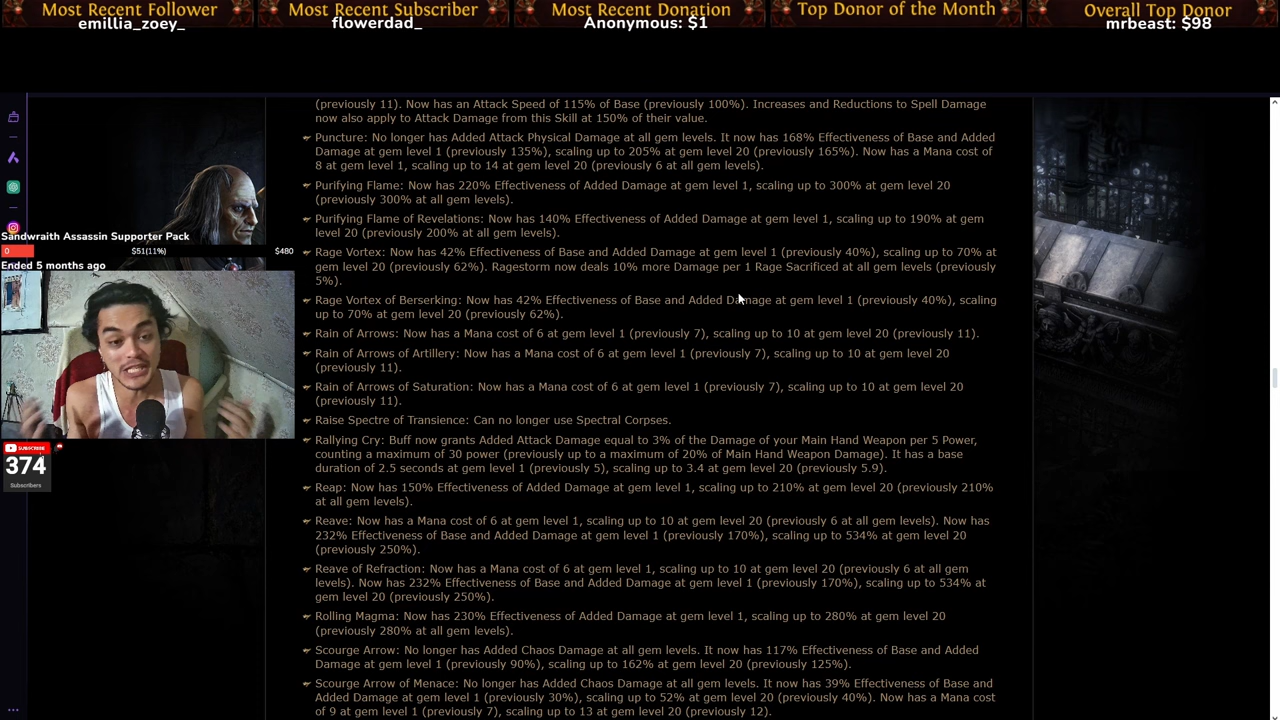 Most Recent Follower
emillia_zoey_
Most Recent Subscriber
flowerdad_
Most Recent Donation
Anonymous: $1
Top Donor of the Month
Overall Top Donor
mrbeast: $98
(previously 11). Now has an Attack Speed of 115% of Base (previously 100%). Increases and Reductions to Spell Damage
now also apply to Attack Damage from this Skill at 150% of their value.
Puncture: No longer has Added Attack Physical Damage at all gem levels. It now has 168% Effectiveness of Base and Added
Damage at gem level 1 (previously 135%), scaling up to 205% at gem level 20 (previously 165%). Now has a Mana cost of
8 at gem level 1, scaling up to 14 at gem level 20 (previously 6 at all gem levels).
Purifying Flame: Now has 220% Effectiveness of Added Damage at gem level 1, scaling up to 300% at gem level 20
(previously 300% at all gem levels).
Purifying Flame of Revelations: Now has 140% Effectiveness of Added Damage at gem level 1, scaling up to 190% at gem
level 20 (previously 200% at all gem levels).
Rage Vortex: Now has 42% Effectiveness of Base and Added Damage at gem level 1 (previously 40%), scaling up to 70% at
gem level 20 (previously 62%). Ragestorm now deals 10% more Damage per 1 Rage Sacrificed at all gem levels (previously
5%).
Rage Vortex of Berserking: Now has 42% Effectiveness of Base and Added Damage at gem level 1 (previously 40%), scaling
up to 70% at gem level 20 (previously 62%).
Rain of Arrows: Now has a Mana cost of 6 at gem level 1 (previously 7), scaling up to 10 at gem level 20 (previously 11).
Rain of Arrows of Artillery: Now has a Mana cost of 6 at gem level 1 (previously 7), scaling up to 10 at gem level 20
(previously 11).
Rain of Arrows of Saturation: Now has a Mana cost of 6 at gem level 1 (previously 7), scaling up to 10 at gem level 20
(previously 11).
Raise Spectre of Transience: Can no longer use Spectral Corpses.
Rallying Cry: Buff now grants Added Attack Damage equal to 3% of the Damage of your Main Hand Weapon per 5 Power,
counting a maximum of 30 power (previously up to a maximum of 20% of Main Hand Weapon Damage). It has a base
duration of 2.5 seconds at gem level 1 (previously 5), scaling up to 3.4 at gem level 20 (previously 5.9).
Reap: Now has 150% Effectiveness of Added Damage at gem level 1, scaling up to 210% at gem level 20 (previously 210%
at all gem levels).
Reave: Now has a Mana cost of 6 at gem level 1, scaling up to 10 at gem level 20 (previously 6 at all gem levels). Now has
232% Effectiveness of Base and Added Damage at gem level 1 (previously 170%), scaling up to 534% at gem level 20
(previously 250%).
Reave of Refraction: Now has a Mana cost of 6 at gem level 1, scaling up to 10 at gem level 20 (previously 6 at all gem
levels). Now has 232% Effectiveness of Base and Added Damage at gem level 1 (previously 170%), scaling up to 534% at
gem level 20 (previously 250%).
Rolling Magma: Now has 230% Effectiveness of Added Damage at gem level 1, scaling up to 280% at gem level 20
(previously 280% at all gem levels).
Scourge Arrow: No longer has Added Chaos Damage at all gem levels. It now has 117% Effectiveness of Base and Added
Damage at gem level 1 (previously 90%), scaling up to 162% at gem level 20 (previously 125%).
Scourge Arrow of Menace: No longer has Added Chaos Damage at all gem levels. It now has 39% Effectiveness of Base and
Added Damage at gem level 1 (previously 30%), scaling up to 52% at gem level 20 (previously 40%). Now has a Mana cost
of 9 at gem level 1 (previously 7), scaling up to 13 at gem level 20 (previously 12).
Sandwraith Assassin Supporter Pack
0
$51(11%)
$480
Ended 5 months ago
SUBSCRIBE
374
Subscribers